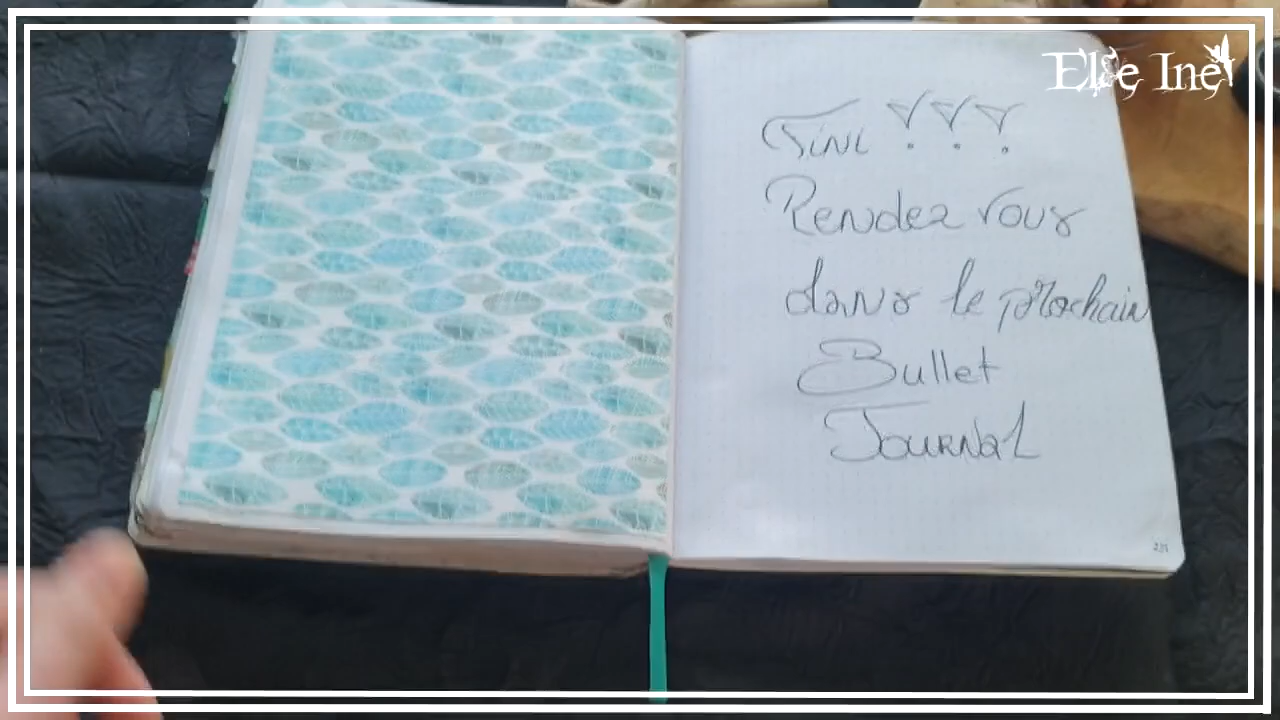 Else Ine
Fini !!!
Rendez vous
dans le prochain
Bullet
Journal